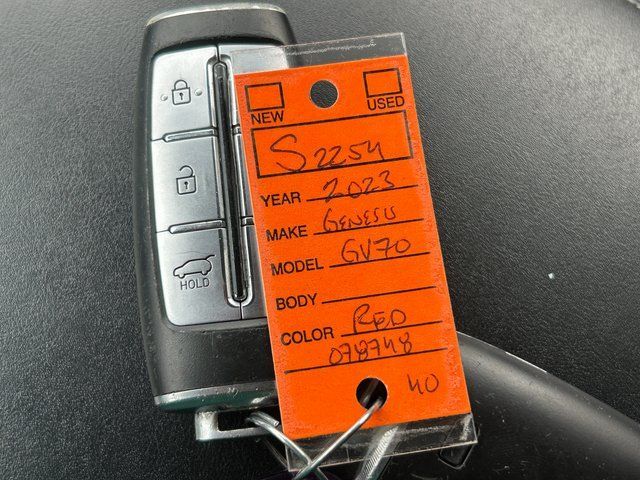 HOLD
NEW USED
S2254
YEAR 2023
MAKE GENESIS
MODEL GV70
BODY
COLOR RED
078748
40